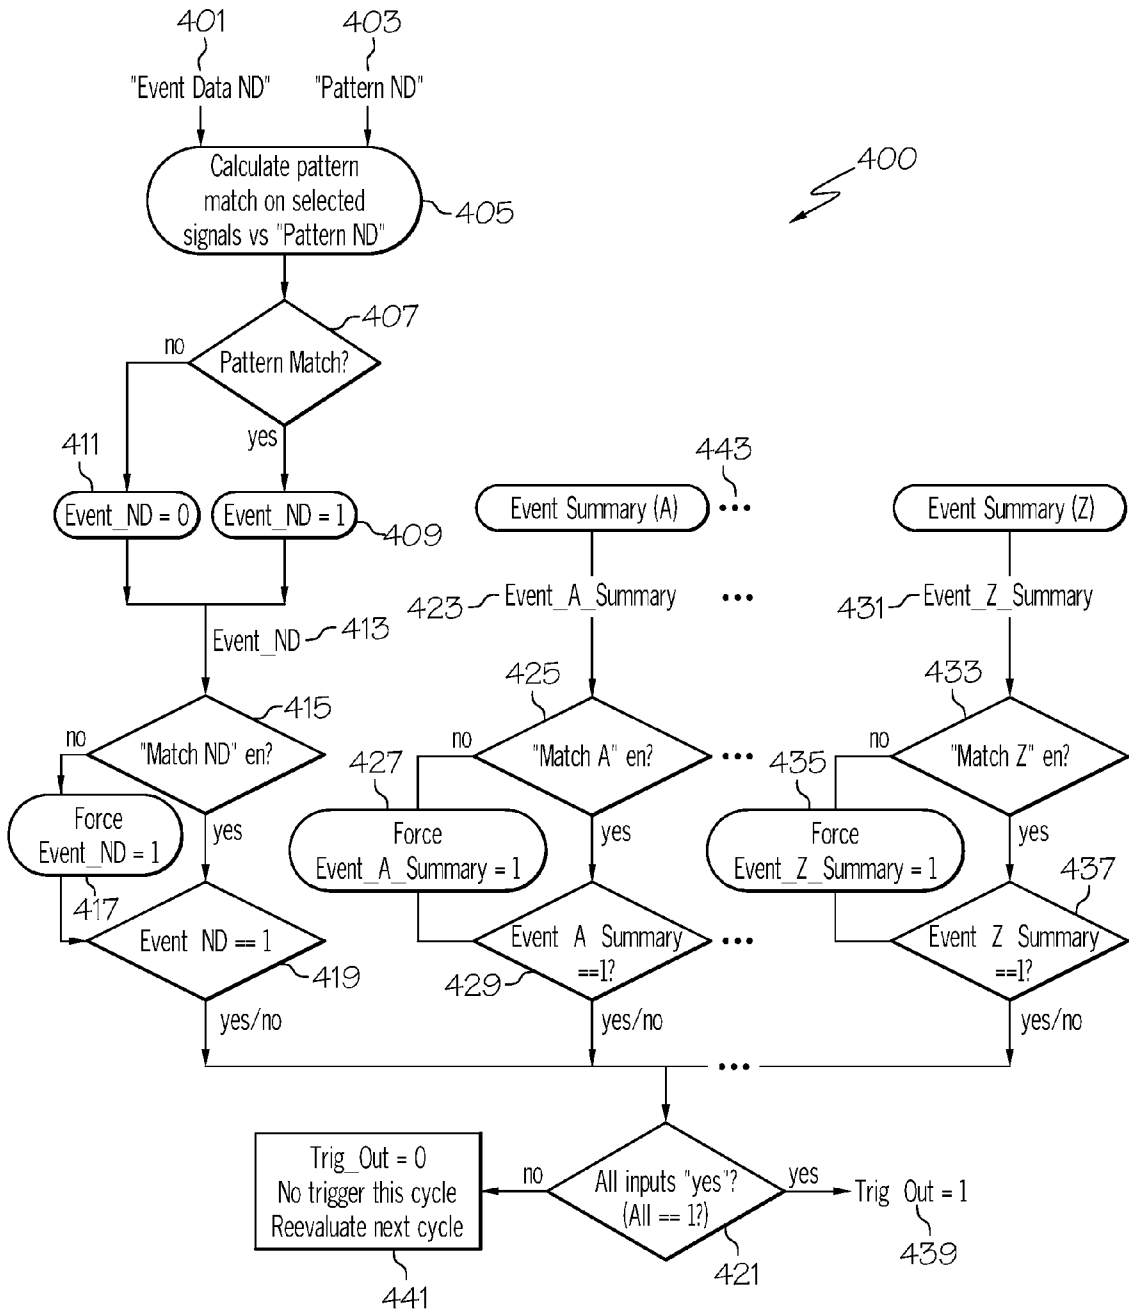 401
403
"Event Data ND"
"Pattern ND"
Calculate pattern
match on selected
signals vs "Pattern ND"
405
400
407
no
Pattern Match?
yes
411
443
Event_ND = 0
Event_ND = 1
409
Event Summary (A)
•••
Event Summary (Z)
423
Event_A_Summary
•••
431
Event_Z_Summary
Event_ND
413
415
425
433
no
"Match ND" en?
yes
no
"Match A" en?
•••
yes
no
"Match Z" en?
yes
427
435
Force
Event_ND = 1
417
Force
Event_A_Summary = 1
Force
Event_Z_Summary = 1
437
Event ND == 1
419
Event A Summary
==1?
429
•••
Event Z Summary
==1?
yes/no
yes/no
yes/no
•••
Trig_Out = 0
No trigger this cycle
Reevaluate next cycle
441
no
All inputs "yes"?
(All == 1?)
421
yes
Trig Out = 1
439